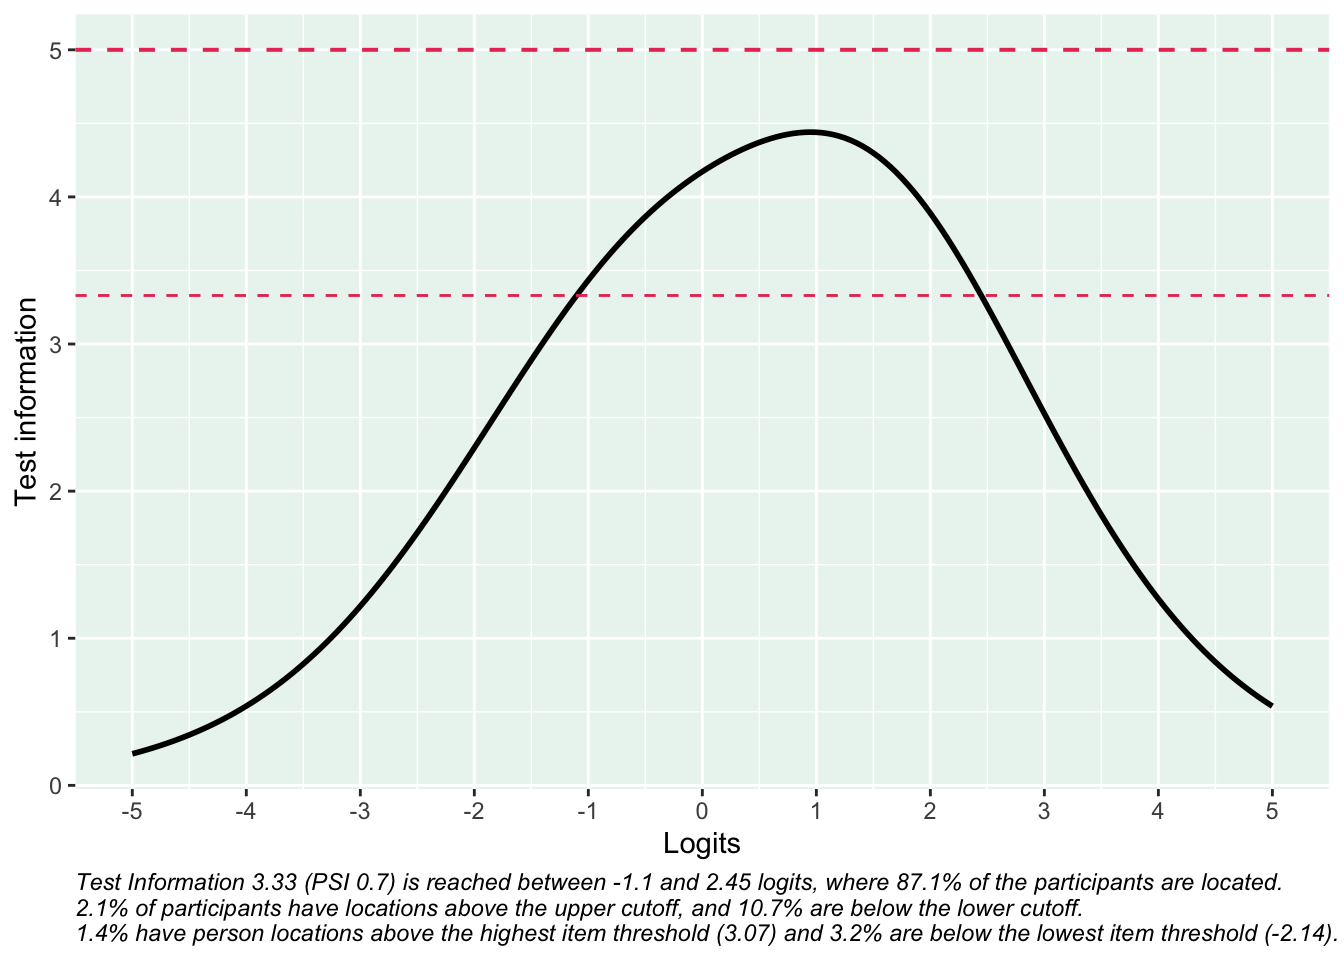 5
4
3
2
1
0
Test information
-5 -4 -3 -2 -1 0 1 2 3 4 5
Logits
Test Information 3.33 (PSI 0.7) is reached between -1.1 and 2.45 logits, where 87.1% of the participants are located.
2.1% of participants have locations above the upper cutoff, and 10.7% are below the lower cutoff.
1.4% have person locations above the highest item threshold (3.07) and 3.2% are below the lowest item threshold (-2.14).